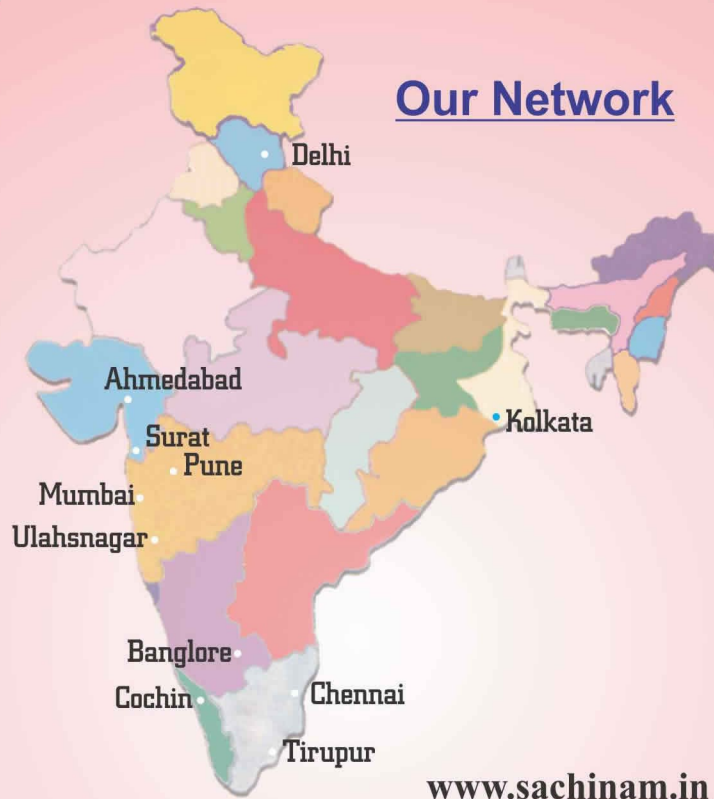 Our Network
Delhi
Ahmedabad
Kolkata
Surat
Pune
Mumbai
Ulahsnagar
Banglore
Cochin
Chennai
Tirupur
www.sachinam.in